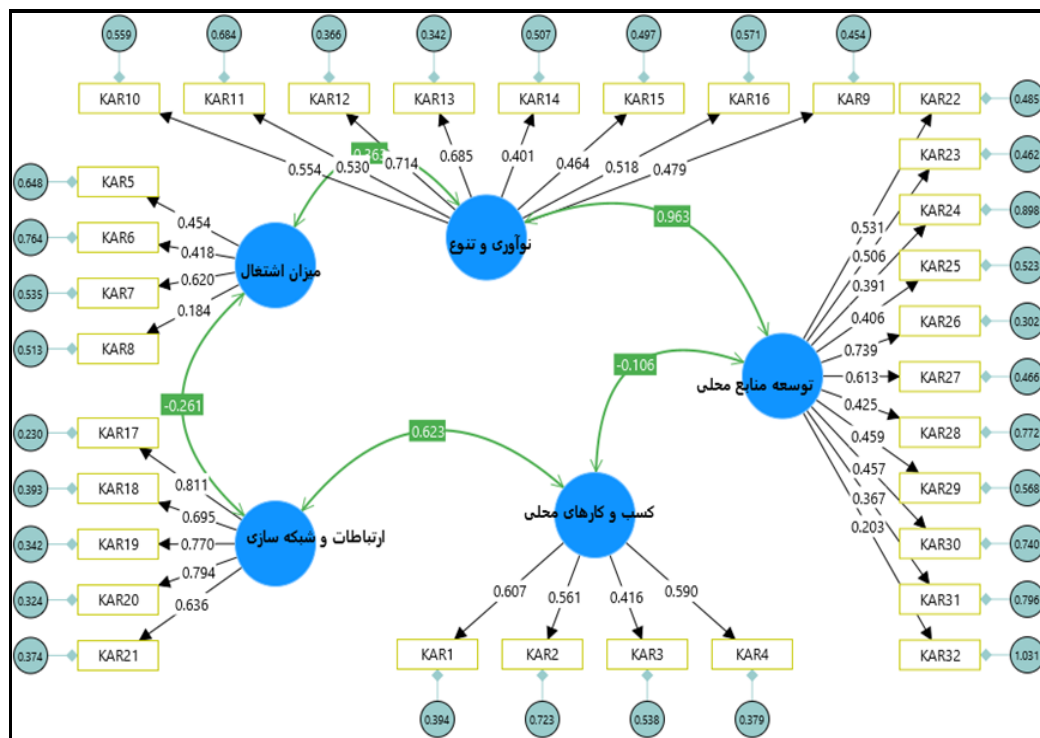 0.559 0.684 0.366 0.342 0.507 0.497 0.571 0.454
KAR10 KAR11 KAR12 KAR13 KAR14 KAR15 KAR16 KAR9
0.554 0.530 0.714 0.685 0.401 0.464 0.518 0.479
نوآوری و تنوع
0.963
0.648 KAR5
0.764 KAR6
0.535 KAR7
0.513 KAR8
0.454
0.418
0.620
0.184
میزان اشتغال
-0.261
0.230 KAR17
0.393 KAR18
0.342 KAR19
0.324 KAR20
0.374 KAR21
0.811
0.695
0.770
0.794
0.636
ارتباطات و شبکه سازی
0.623
کسب و کارهای محلی
0.607 0.561 0.416 0.590
KAR1 KAR2 KAR3 KAR4
0.394 0.723 0.538 0.379
-0.106
توسعه منابع محلی
0.531
0.506
0.391
0.406
0.739
0.613
0.425
0.459
0.457
0.367
0.203
KAR22 0.485
KAR23 0.462
KAR24 0.898
KAR25 0.523
KAR26 0.302
KAR27 0.466
KAR28 0.772
KAR29 0.568
KAR30 0.740
KAR31 0.796
KAR32 1.031